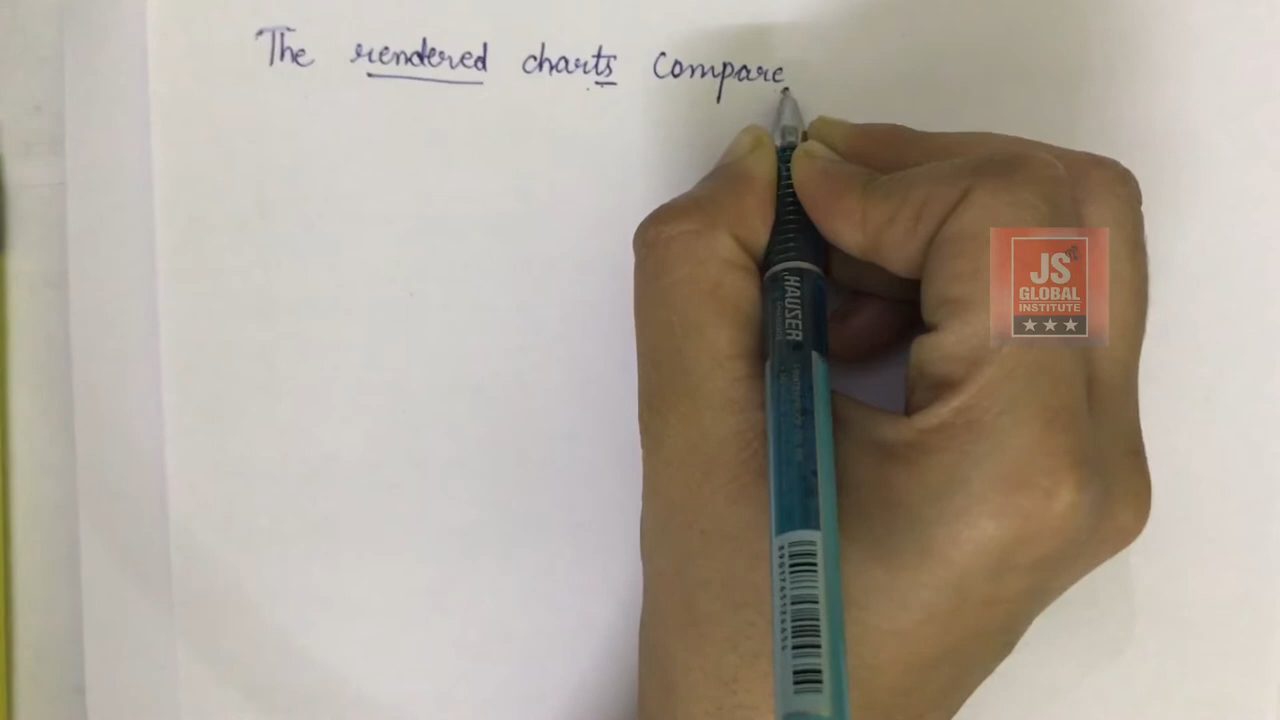 The rendered charts compare
JS
GLOBAL
INSTITUTE
HAUSER